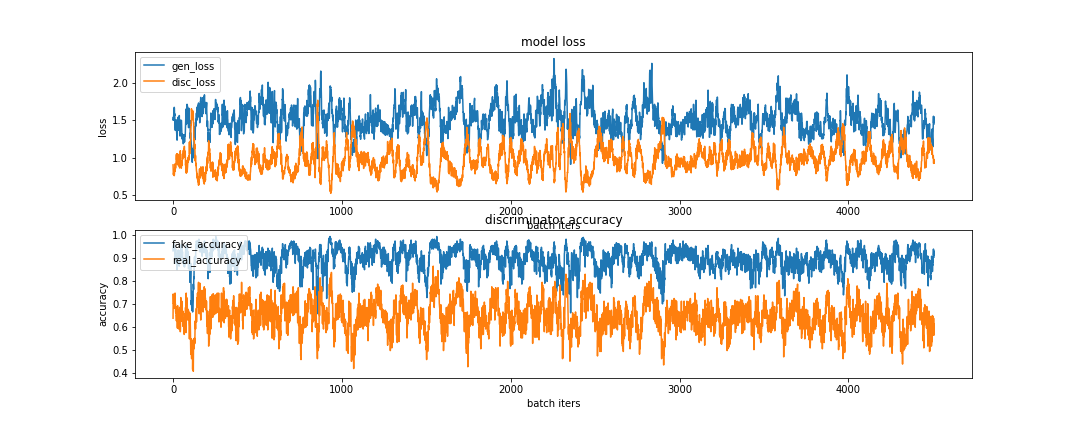 model loss
gen_loss
disc_loss
2.0
1.5
1.0
0.5
loss
0 1000 2000 3000 4000
batch iters
discriminator accuracy
fake_accuracy
real_accuracy
1.0
0.9
0.8
0.7
0.6
0.5
0.4
accuracy
0 1000 2000 3000 4000
batch iters